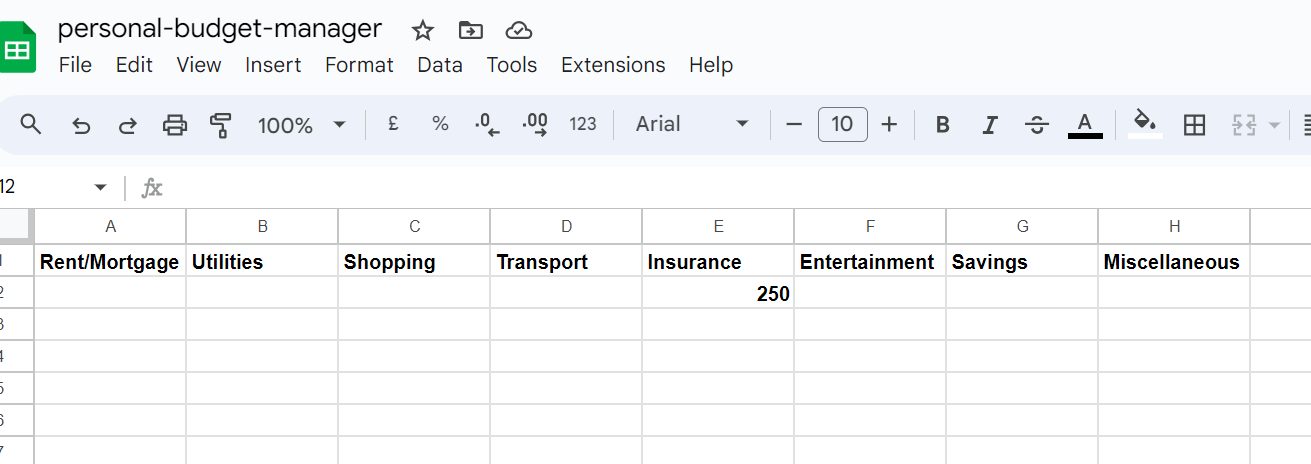 personal-budget-manager
File Edit View Insert Format Data Tools Extensions Help
100% £ % .0 .00 123 Arial 10 B I S A
12 fx
A B C D E F G H
1 Rent/Mortgage Utilities Shopping Transport Insurance Entertainment Savings Miscellaneous
2 250
3
4
5
6
7